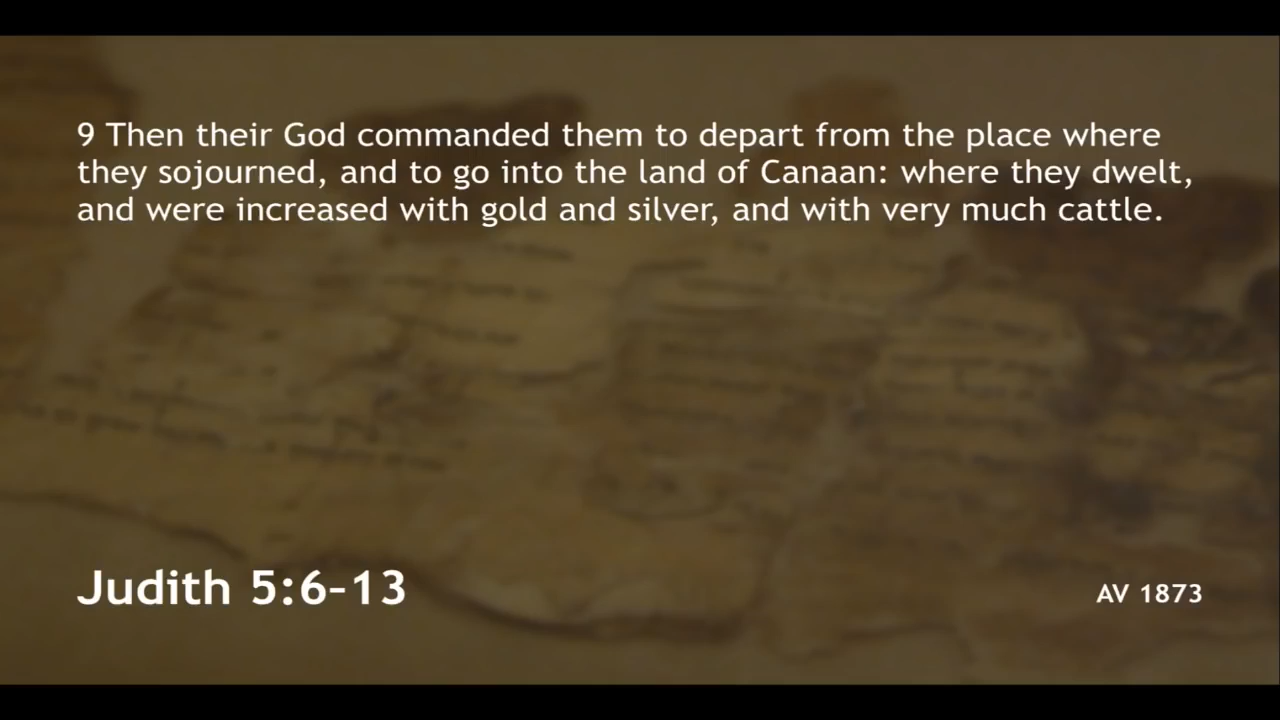 9 Then their God commanded them to depart from the place where
they sojourned, and to go into the land of Canaan: where they dwelt,
and were increased with gold and silver, and with very much cattle.
Judith 5:6–13
AV 1873